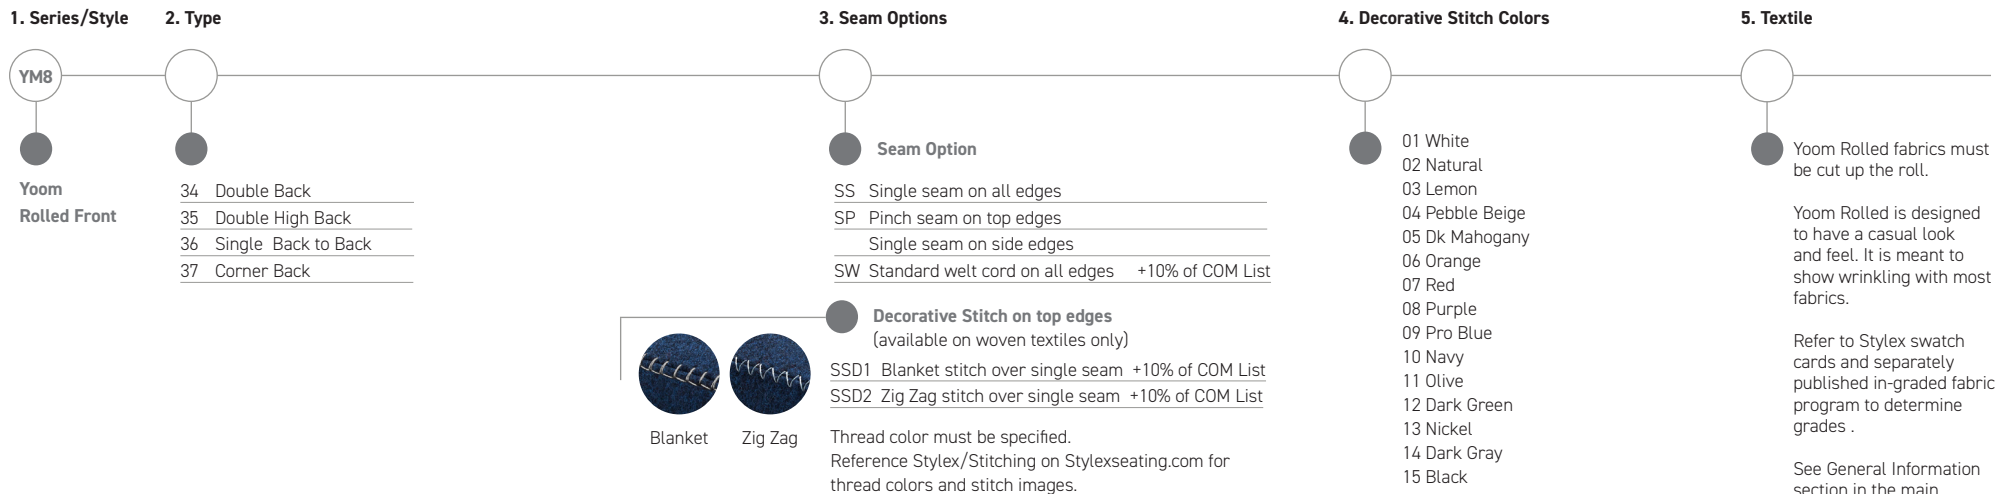 1. Series/Style
YM8
Yoom
Rolled Front
2. Type
34 Double Back
35 Double High Back
36 Single Back to Back
37 Corner Back
3. Seam Options
Seam Option
SS Single seam on all edges
SP Pinch seam on top edges
Single seam on side edges
SW Standard welt cord on all edges +10% of COM List
Decorative Stitch on top edges
(available on woven textiles only)
SSD1 Blanket stitch over single seam +10% of COM List
SSD2 Zig Zag stitch over single seam +10% of COM List
Blanket Zig Zag
Thread color must be specified.
Reference Stylex/Stitching on Stylexseating.com for
thread colors and stitch images.
4. Decorative Stitch Colors
01 White
02 Natural
03 Lemon
04 Pebble Beige
05 Dk Mahogany
06 Orange
07 Red
08 Purple
09 Pro Blue
10 Navy
11 Olive
12 Dark Green
13 Nickel
14 Dark Gray
15 Black
5. Textile
Yoom Rolled fabrics must
be cut up the roll.
Yoom Rolled is designed
to have a casual look
and feel. It is meant to
show wrinkling with most
fabrics.
Refer to Stylex swatch
cards and separately
published in-graded fabric
program to determine
grades .
See General Information
section in the main